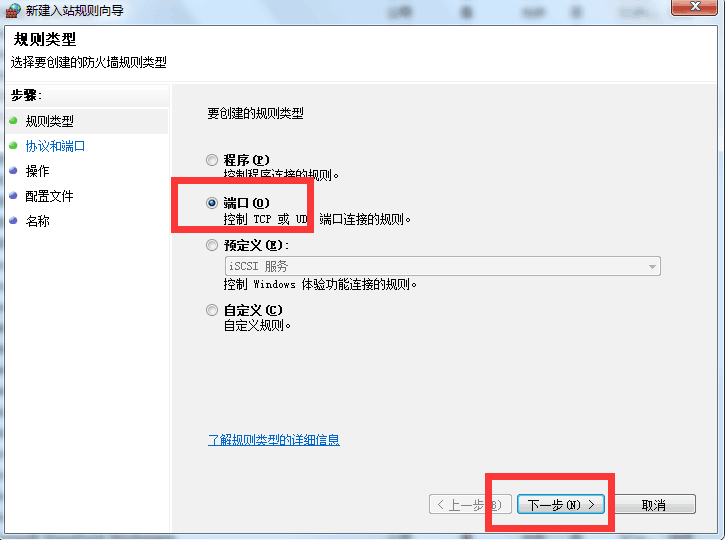 新建入站规则向导
规则类型
选择要创建的防火墙规则类型
步骤:
规则类型
协议和端口
操作
配置文件
名称
要创建的规则类型
程序(P)
控制程序连接的规则。
端口(O)
控制 TCP 或 UD 端口连接的规则。
预定义(E):
iSCSI 服务
控制 Windows 体验功能连接的规则。
自定义(C)
自定义规则。
了解规则类型的详细信息
< 上一步(B)
下一步(N) >
取消